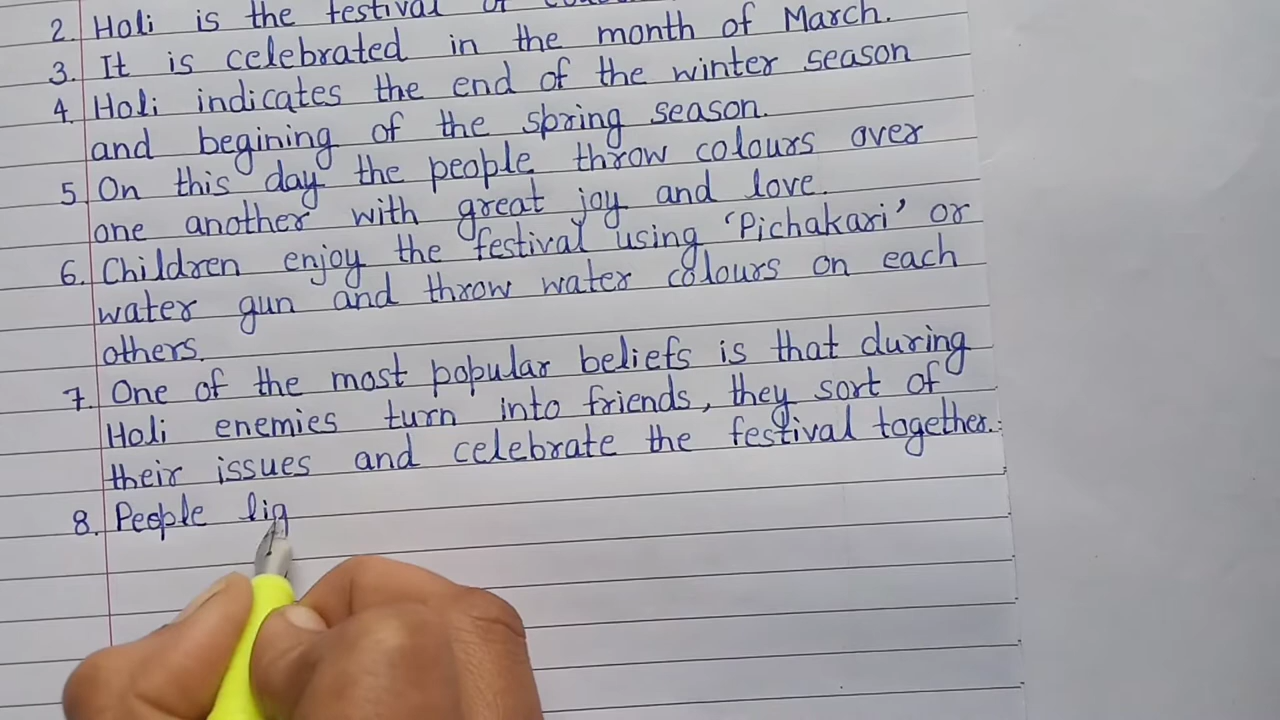 2. Holi is the festival of
3. It is celebrated in the month of March.
4. Holi indicates the end of the winter season
and begining of the spring season.
5. On this day the people throw colours over
one another with great joy and love.
6. Children enjoy the festival using 'Pichakari' or
water gun and throw water colours on each
others.
7. One of the most popular beliefs is that during
Holi enemies turn into friends, they sort of
their issues and celebrate the festival together.
8. People lig